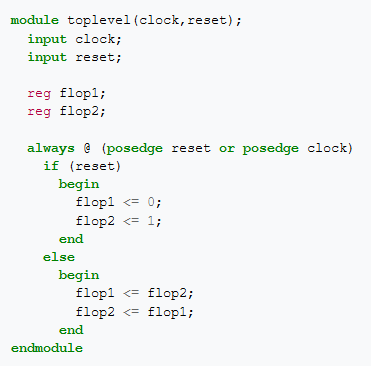 module toplevel(clock,reset);
  input clock;
  input reset;

  reg flop1;
  reg flop2;

  always @ (posedge reset or posedge clock)
    if (reset)
      begin
        flop1 <= 0;
        flop2 <= 1;
      end
    else
      begin
        flop1 <= flop2;
        flop2 <= flop1;
      end
endmodule